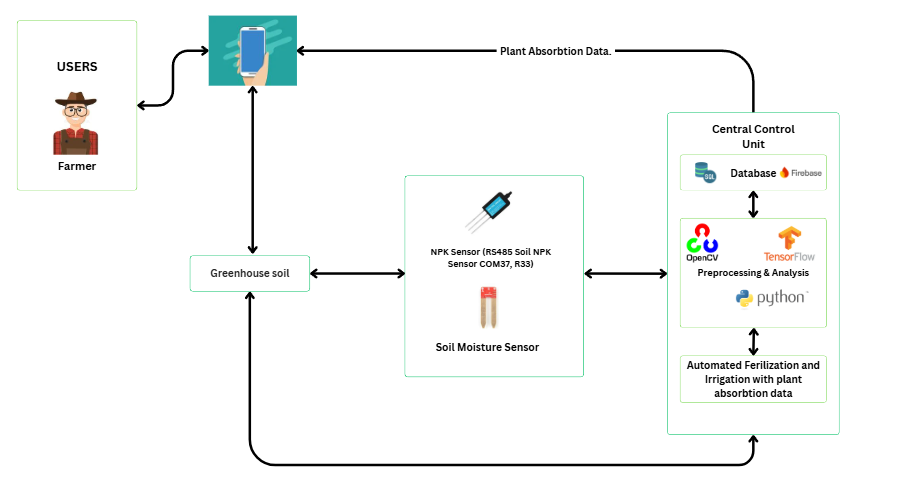 USERS
Farmer
Plant Absorbtion Data.
Central Control
Unit
SQL
Database
Firebase
OpenCV
TensorFlow
Preprocessing & Analysis
python
NPK Sensor (RS485 Soil NPK
Sensor COM37, R33)
Greenhouse soil
Soil Moisture Sensor
Automated Ferilization and
Irrigation with plant
absorbtion data